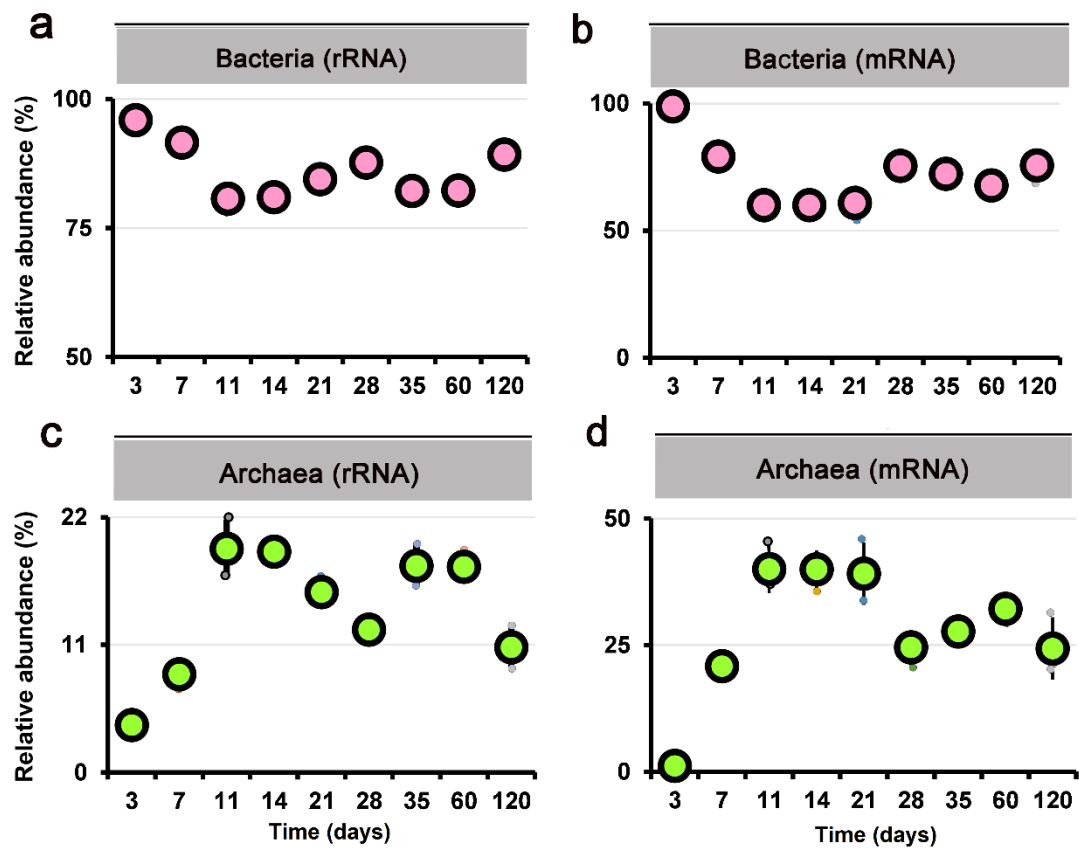 a
Bacteria (rRNA)
Relative abundance (%)
100
75
50
3 7 11 14 21 28 35 60 120
b
Bacteria (mRNA)
100
50
0
3 7 11 14 21 28 35 60 120
c
Archaea (rRNA)
Relative abundance (%)
22
11
0
3 7 11 14 21 28 35 60 120
Time (days)
d
Archaea (mRNA)
50
25
0
3 7 11 14 21 28 35 60 120
Time (days)